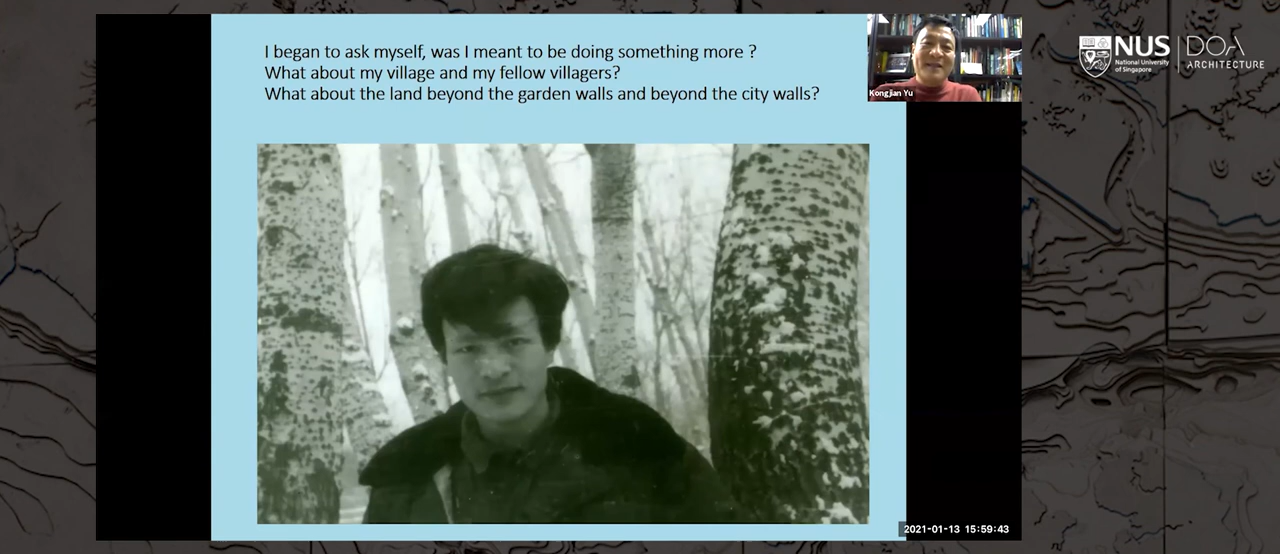 I began to ask myself, was I meant to be doing something more ?
What about my village and my fellow villagers?
What about the land beyond the garden walls and beyond the city walls?
Kongjian Yu
NUS
National University
of Singapore
DOA
ARCHITECTURE
2021-01-13 15:59:43